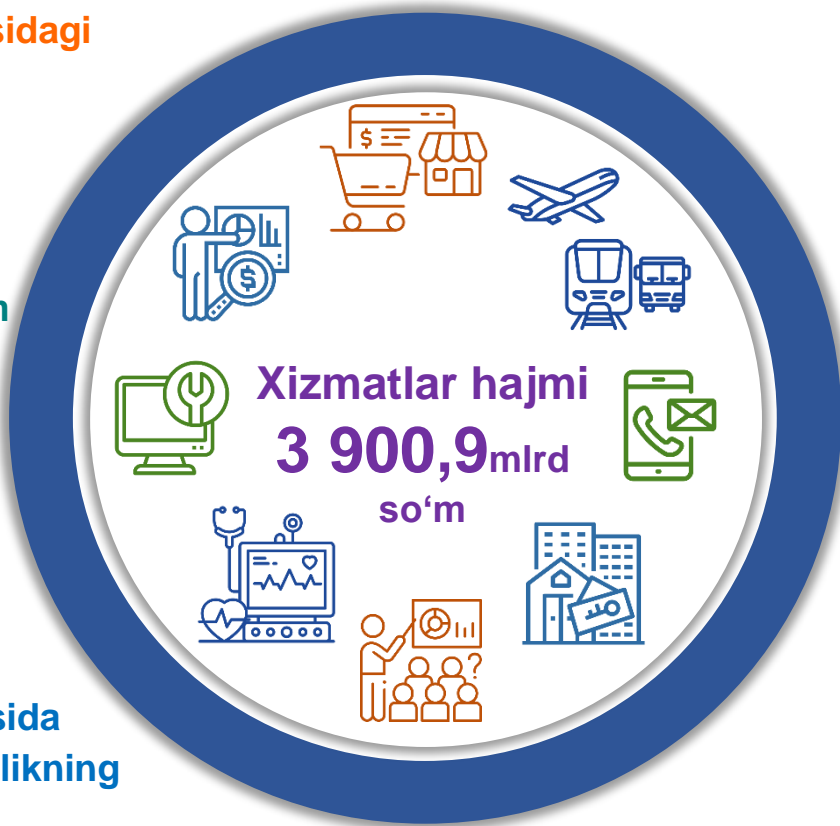 sidagi
Xizmatlar hajmi
3 900,9mlrd
so‘m
sida
likning